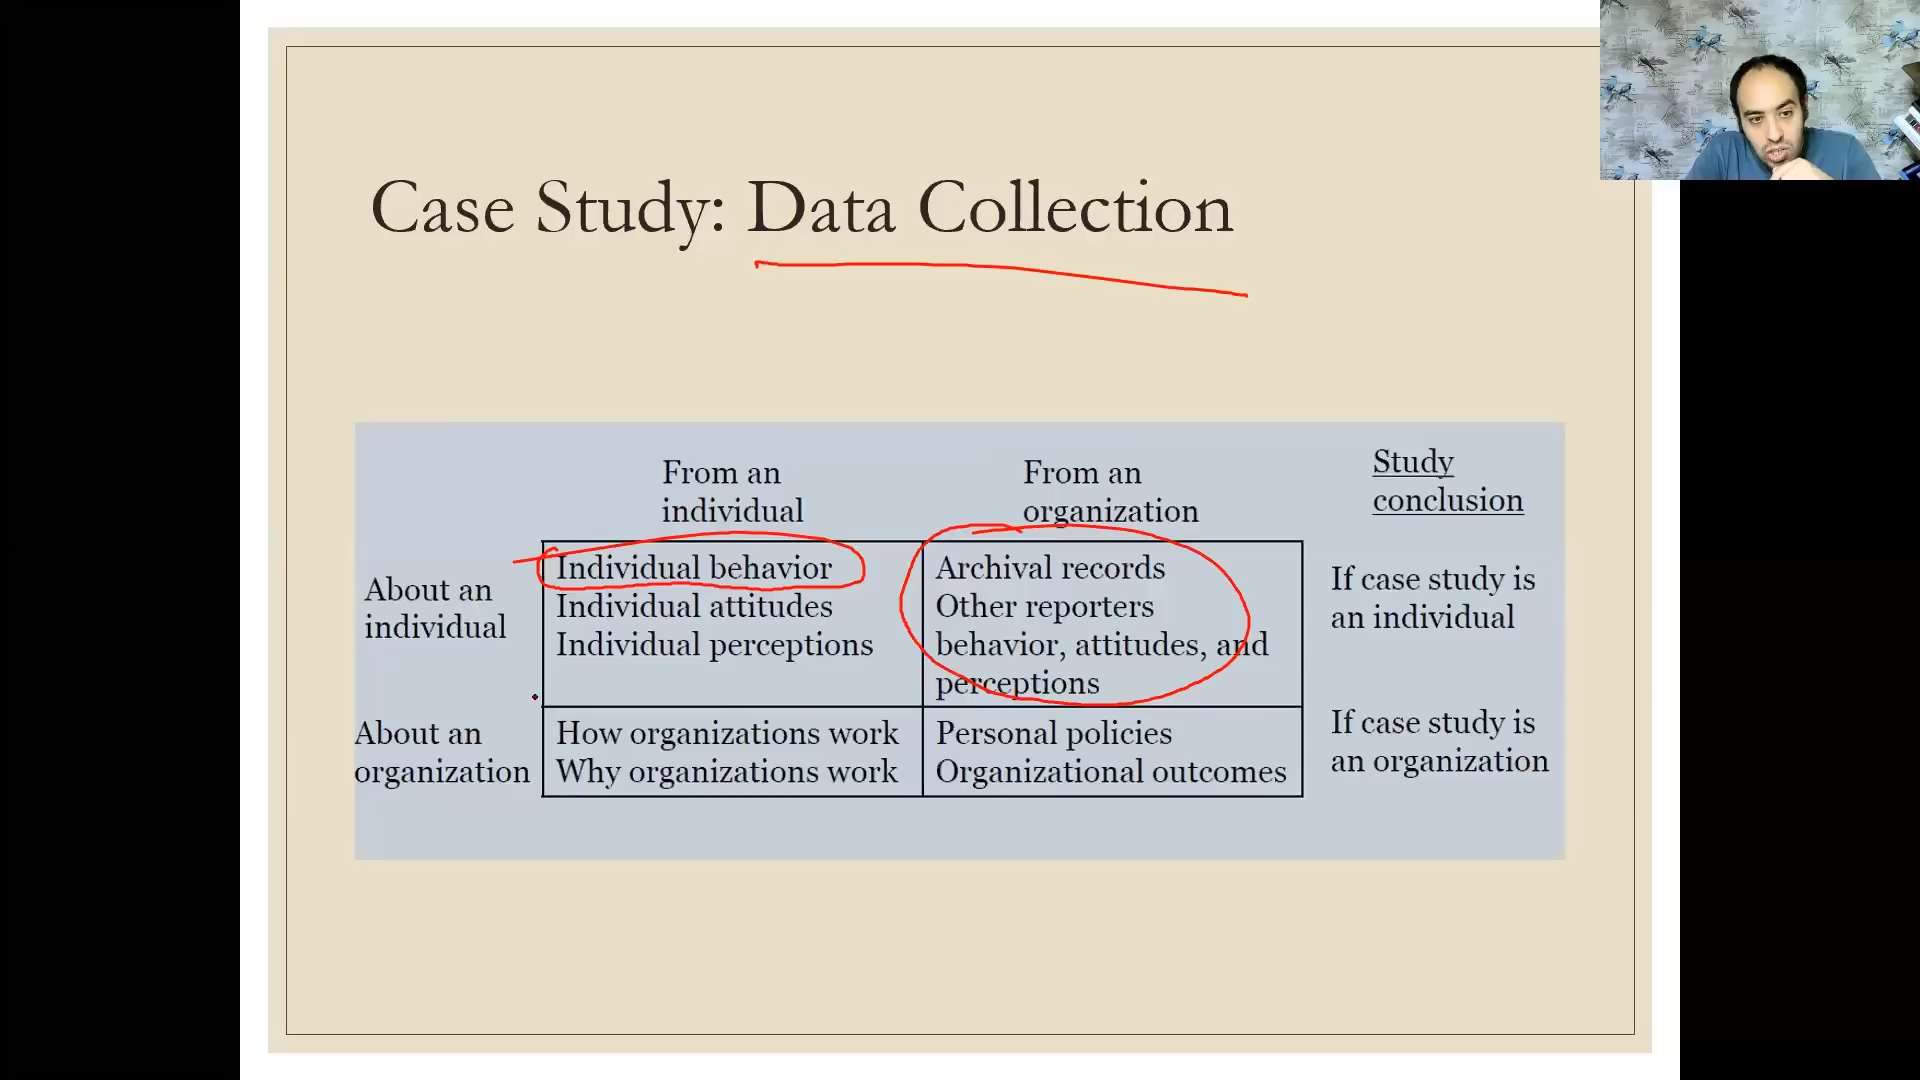 Case Study: Data Collection
From an
individual
From an
organization
Study
conclusion
About an
individual
Individual behavior
Individual attitudes
Individual perceptions
Archival records
Other reporters
behavior, attitudes, and
perceptions
If case study is
an individual
About an
organization
How organizations work
Why organizations work
Personal policies
Organizational outcomes
If case study is
an organization